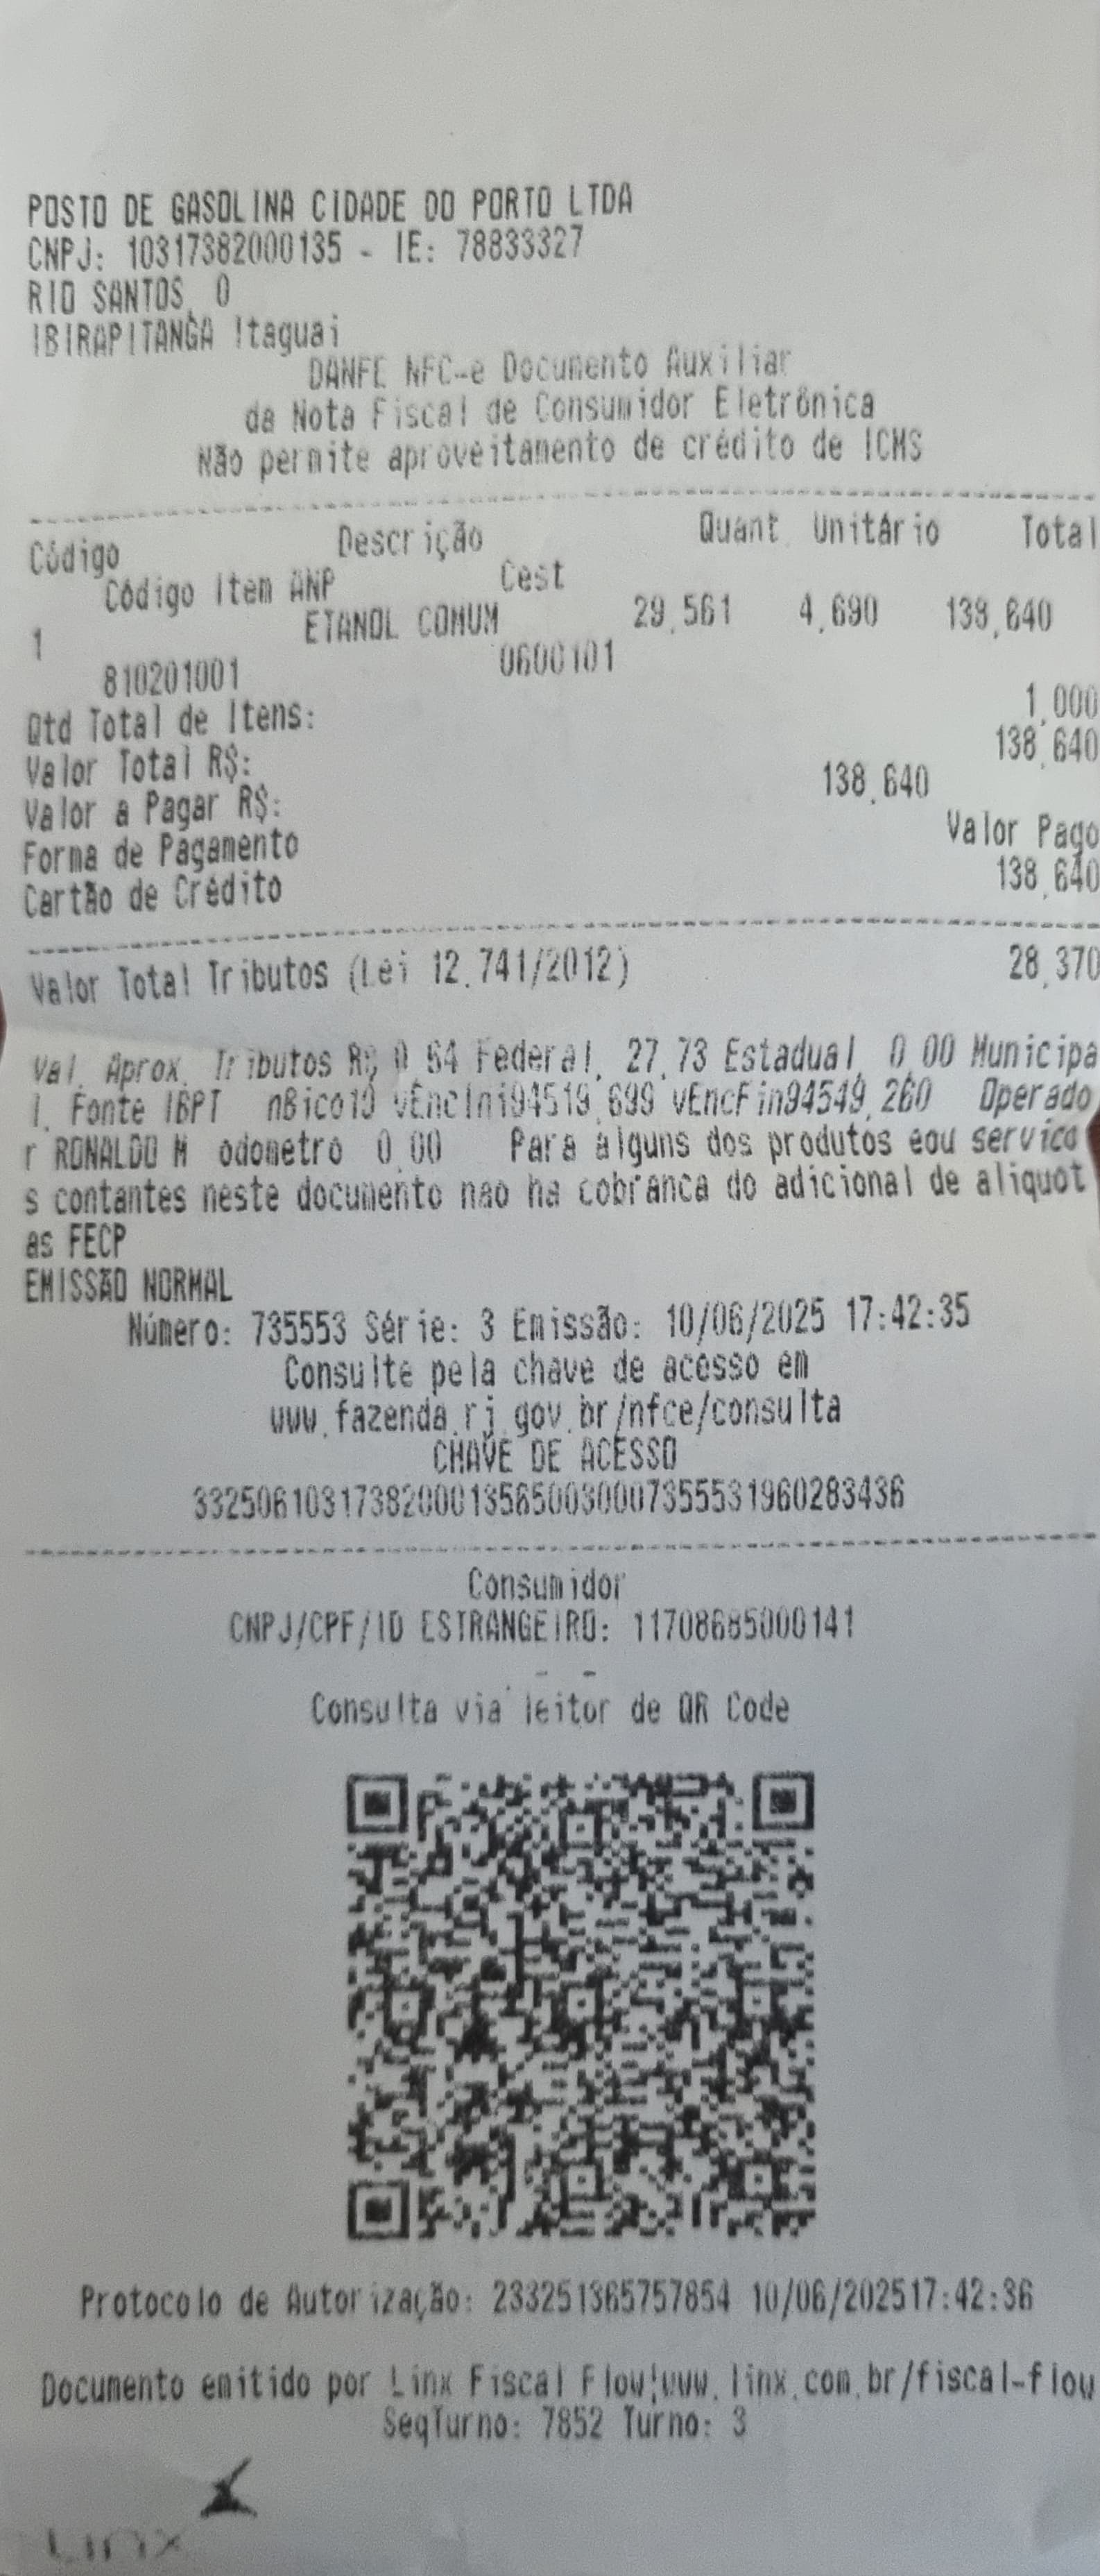 POSTO DE GASOLINA CIDADE DO PORTO LTDA
CNPJ: 10317382000135 - IE: 78833327
RIO SANTOS, 0
IBIRAPITANGA Itaguai
DANFE NFC-e Documento Auxiliar
da Nota Fiscal de Consumidor Eletrônica
Não permite aproveitamento de crédito de ICMS
Código Descrição Quant Unitário Total
Código Item ANP Cest
1 ETANOL COMUM 29,561 4,690 138,640
810201001 0600101
Qtd Total de Itens: 1,000
Valor Total R$: 138,640
Valor a Pagar R$: 138,640
Forma de Pagamento Valor Pago
Cartão de Crédito 138,640
Valor Total Tributos (Lei 12.741/2012) 28,370
Val. Aprox. Tributos R$ 0,64 Federal, 27,73 Estadual, 0,00 Municipa
l. Fonte IBPT nBico13 vEncIni94519,699 vEncFin94549,260 Operado
r RONALDO M odometro 0,00 Para alguns dos produtos eou servico
s contantes neste documento nao ha cobranca do adicional de aliquot
as FECP
EMISSÃO NORMAL
Número: 735553 Série: 3 Emissão: 10/06/2025 17:42:35
Consulte pela chave de acesso em
www.fazenda.rj.gov.br/nfce/consulta
CHAVE DE ACESSO
33250610317382000135650030007355531960283436
Consumidor
CNPJ/CPF/ID ESTRANGEIRO: 11708685000141
Consulta via leitor de QR Code
Protocolo de Autorização: 233251365757854 10/06/202517:42:36
Documento emitido por Linx Fiscal Flow¦www.linx.com.br/fiscal-flow
SeqTurno: 7852 Turno: 3
Linx